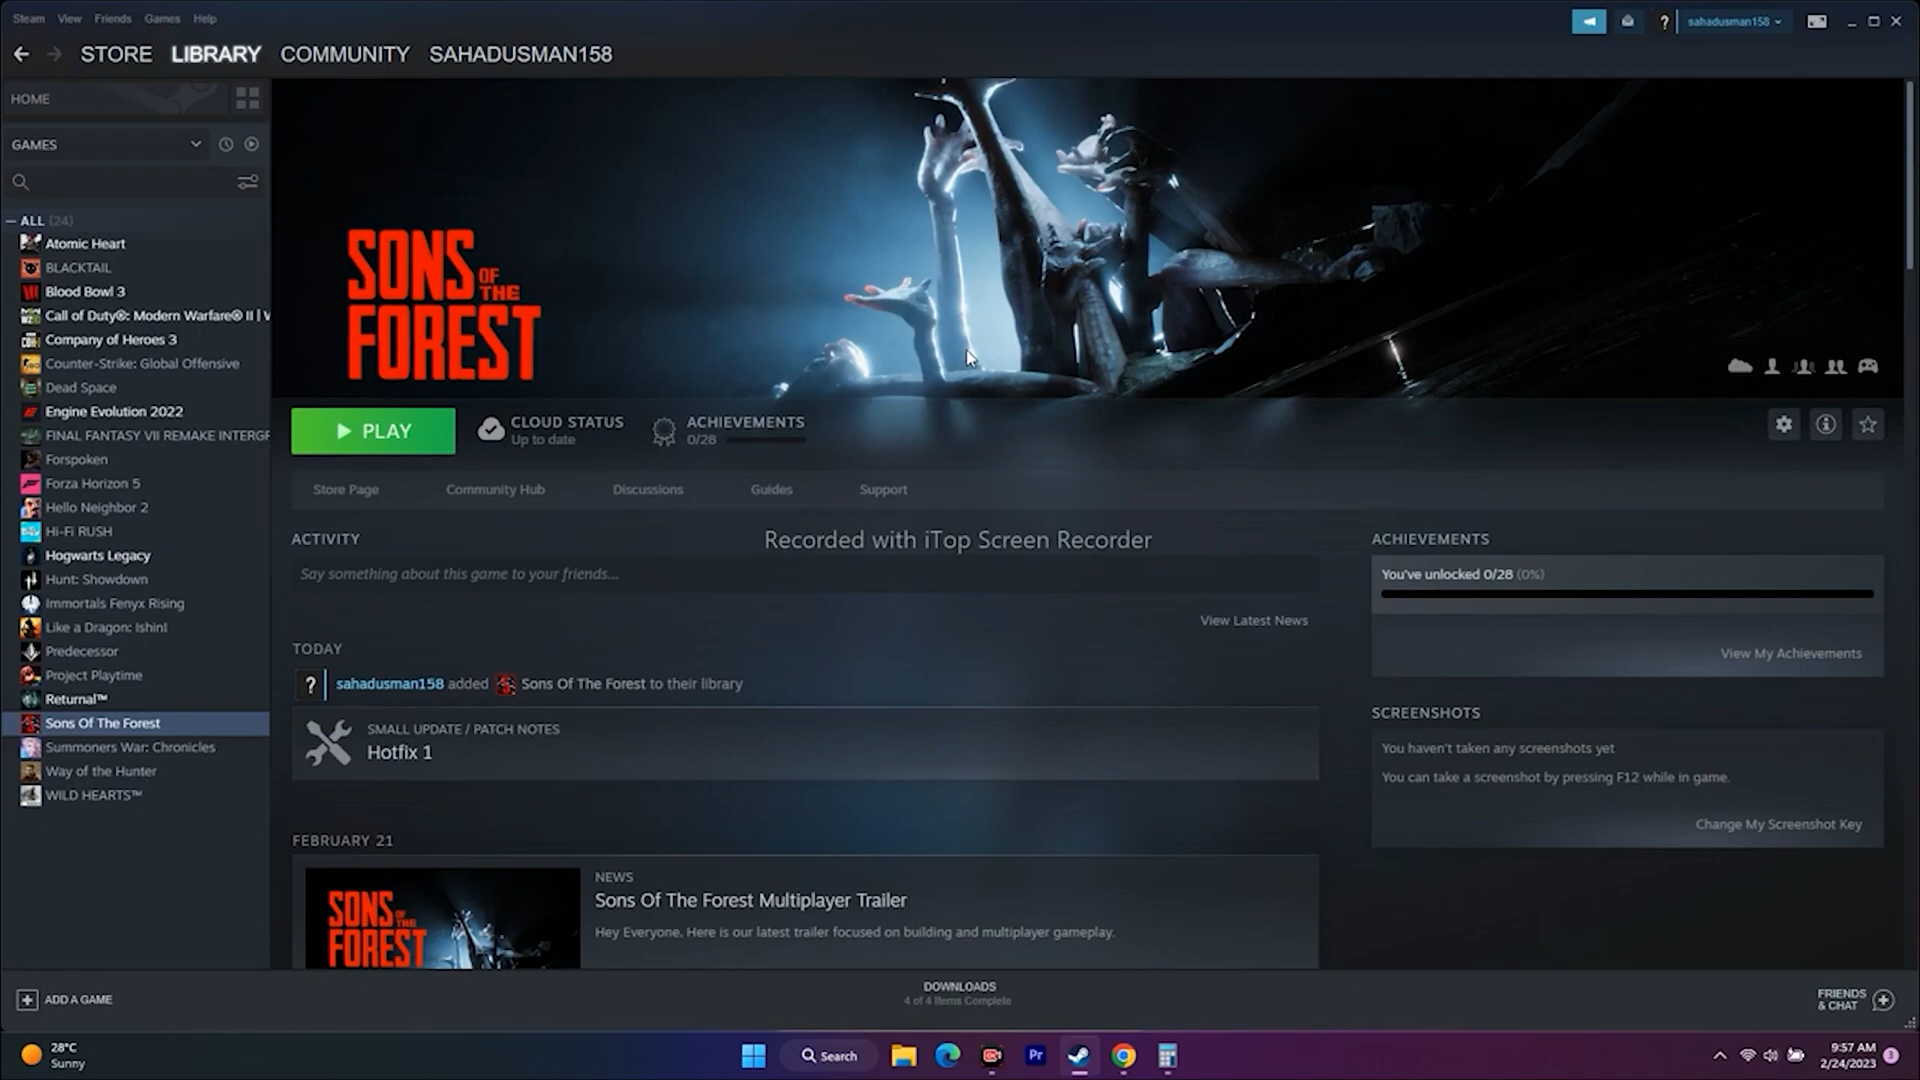 Steam View Friends Games Help
sahadusman158
STORE LIBRARY COMMUNITY SAHADUSMAN158
HOME
GAMES
ALL (24)
Atomic Heart
BLACKTAIL
Blood Bowl 3
Call of Duty®: Modern Warfare® II |
Company of Heroes 3
Counter-Strike: Global Offensive
Dead Space
Engine Evolution 2022
FINAL FANTASY VII REMAKE INTERGR
Forspoken
Forza Horizon 5
Hello Neighbor 2
Hi-Fi RUSH
Hogwarts Legacy
Hunt: Showdown
Immortals Fenyx Rising
Like a Dragon: Ishin!
Predecessor
Project Playtime
Returnal™
Sons Of The Forest
Summoners War: Chronicles
Way of the Hunter
WILD HEARTS™
SONS OF THE FOREST
PLAY
CLOUD STATUS
Up to date
ACHIEVEMENTS
0/28
Store Page Community Hub Discussions Guides Support
ACTIVITY
Recorded with iTop Screen Recorder
Say something about this game to your friends...
View Latest News
TODAY
sahadusman158 added Sons Of The Forest to their library
SMALL UPDATE / PATCH NOTES
Hotfix 1
FEBRUARY 21
SONS OF THE FOREST
NEWS
Sons Of The Forest Multiplayer Trailer
Hey Everyone, Here is our latest trailer focused on building and multiplayer gameplay.
ACHIEVEMENTS
You've unlocked 0/28 (0%)
View My Achievements
SCREENSHOTS
You haven't taken any screenshots yet
You can take a screenshot by pressing F12 while in game.
Change My Screenshot Key
ADD A GAME
DOWNLOADS
4 of 4 Items Complete
FRIENDS
& CHAT
28°C
Sunny
Search
Pr
9:57 AM
2/24/2023
3